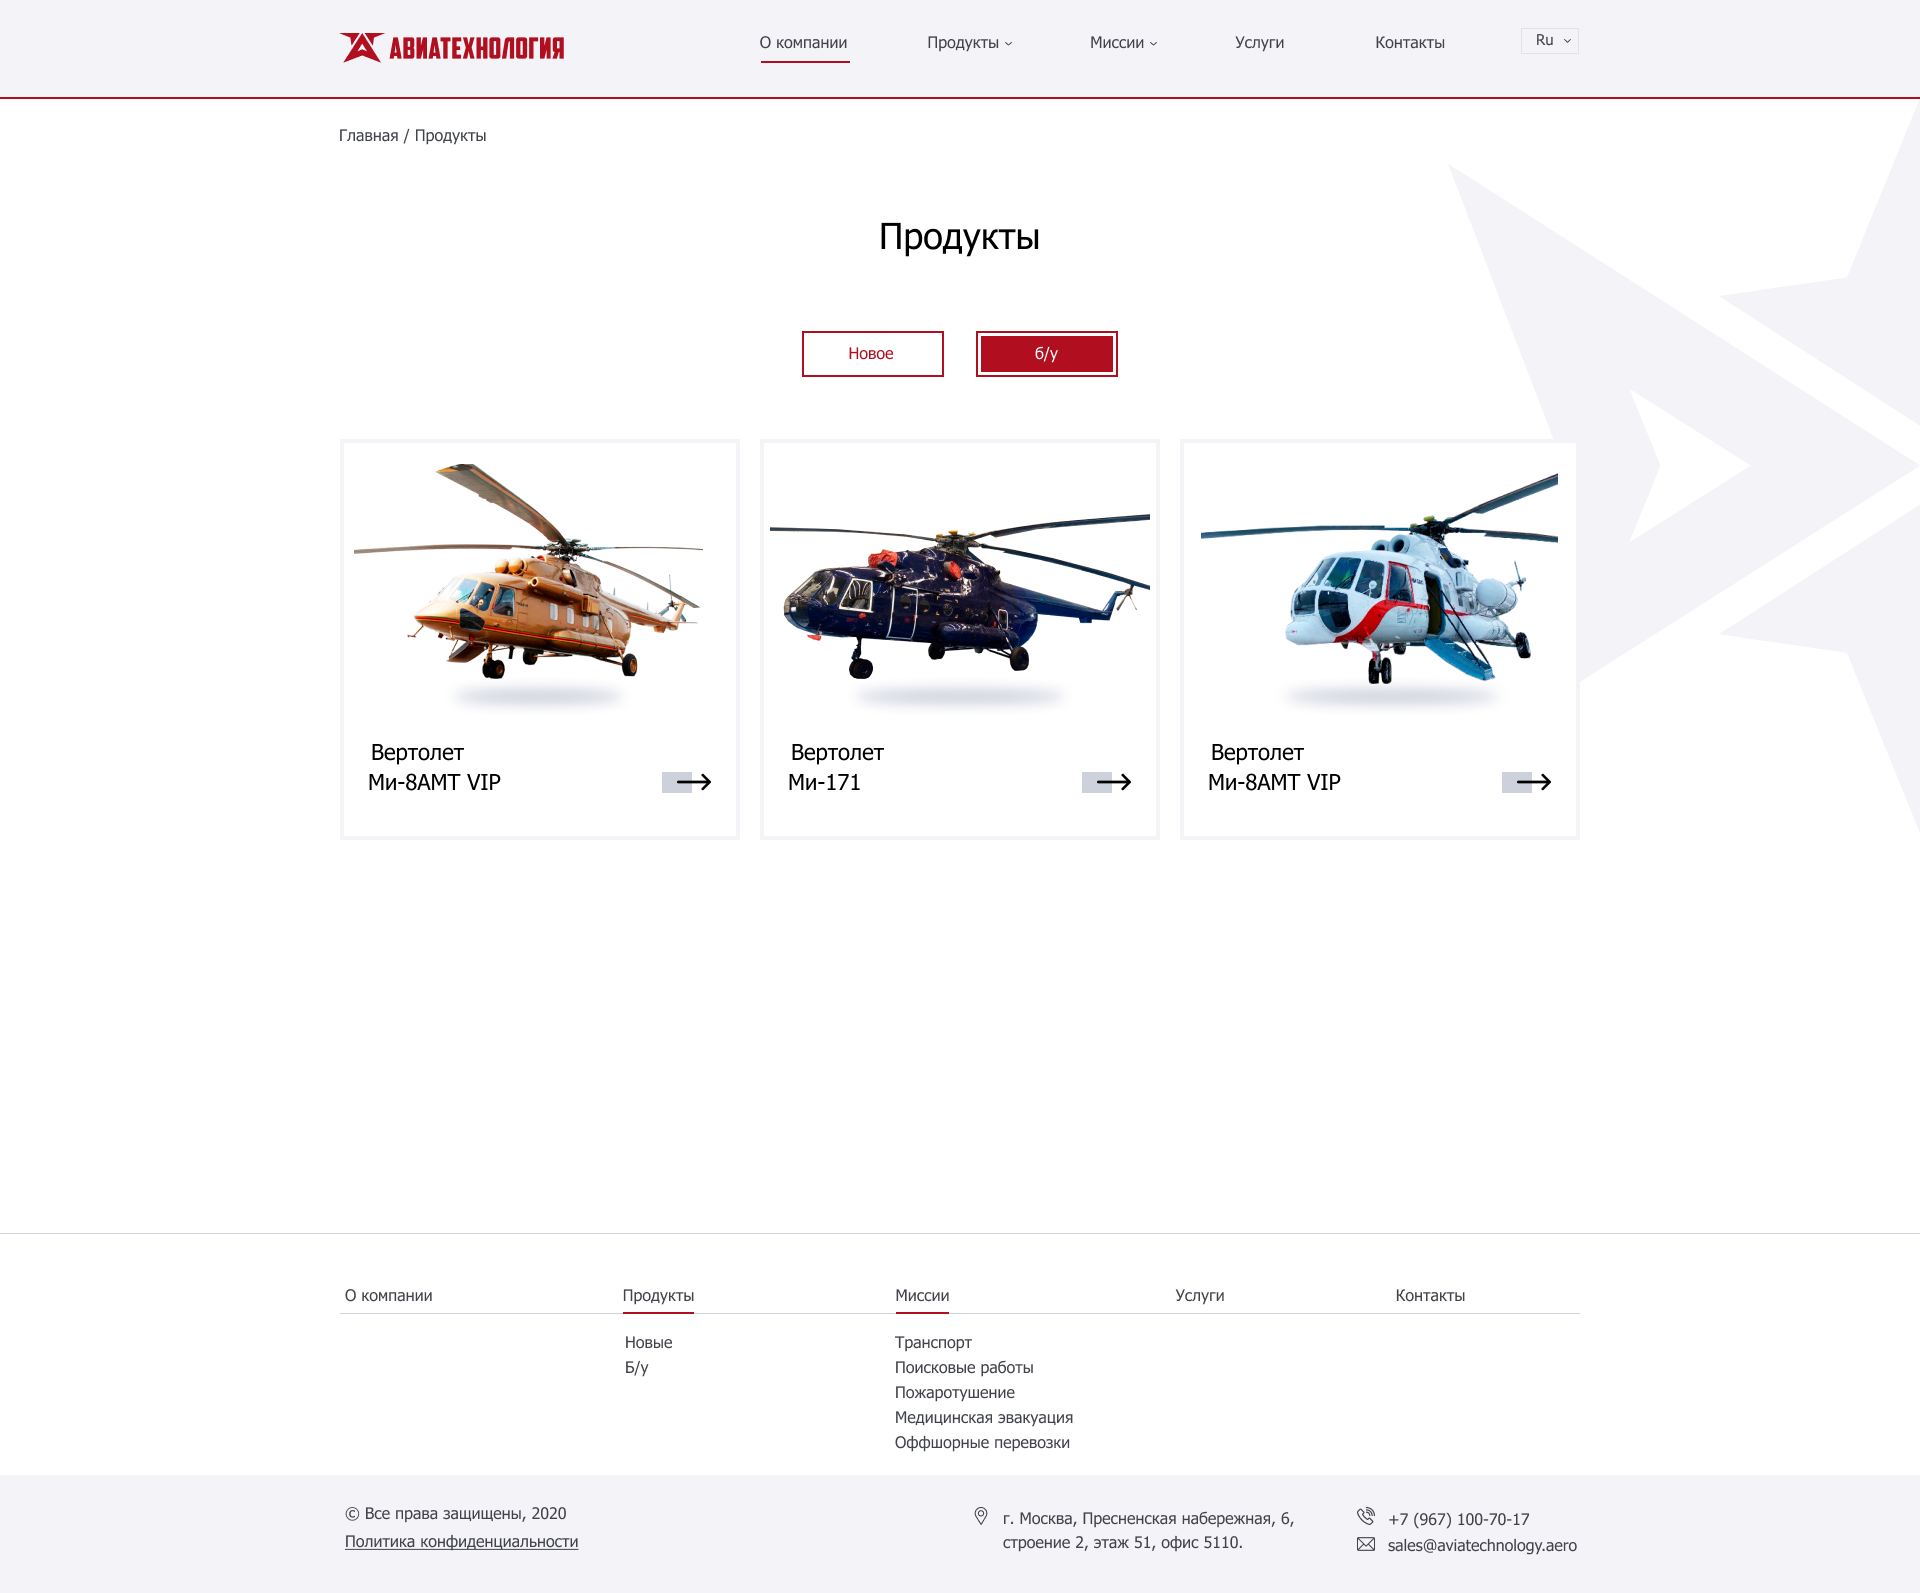 АВИАТЕХНОЛОГИЯ
О компании
Продукты
Миссии
Услуги
Контакты
Ru
Главная / Продукты
Продукты
Новое
б/у
Вертолет
Ми-8АМТ VIP
Вертолет
Ми-171
Вертолет
Ми-8АМТ VIP
О компании
Продукты
Миссии
Услуги
Контакты
Новые
Б/у
Транспорт
Поисковые работы
Пожаротушение
Медицинская эвакуация
Оффшорные перевозки
© Все права защищены, 2020
Политика конфиденциальности
г. Москва, Пресненская набережная, 6,
строение 2, этаж 51, офис 5110.
+7 (967) 100-70-17
sales@aviatechnology.aero